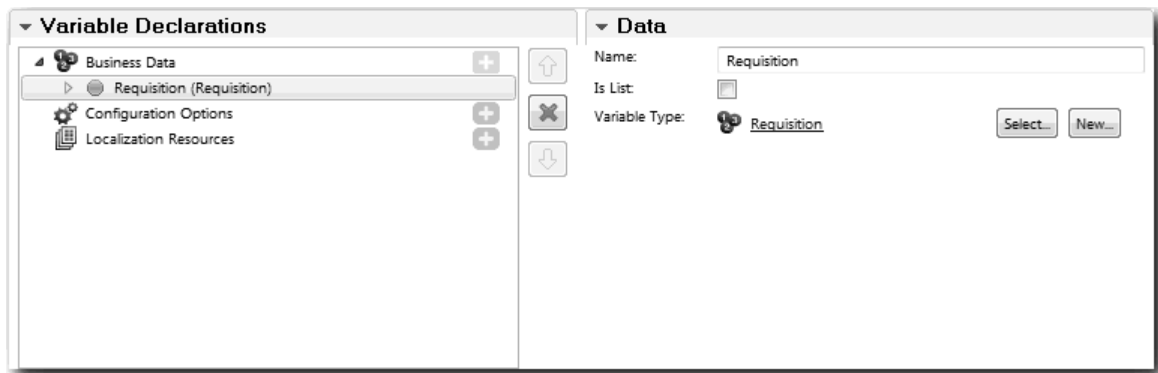 Variable Declarations
Business Data
Requisition (Requisition)
Configuration Options
Localization Resources
Data
Name:
Requisition
Is List:
Variable Type:
Requisition
Select...
New...